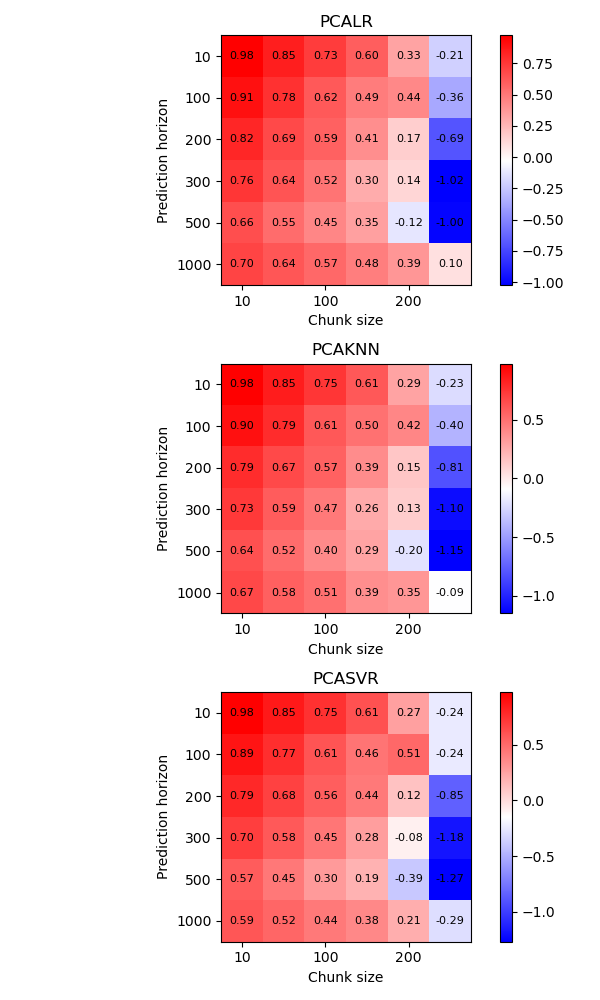 PCALR
Prediction horizon
10 0.98 0.85 0.73 0.60 0.33 -0.21
100 0.91 0.78 0.62 0.49 0.44 -0.36
200 0.82 0.69 0.59 0.41 0.17 -0.69
300 0.76 0.64 0.52 0.30 0.14 -1.02
500 0.66 0.55 0.45 0.35 -0.12 -1.00
1000 0.70 0.64 0.57 0.48 0.39 0.10
10 100 200
Chunk size
0.75
0.50
0.25
0.00
−0.25
−0.50
−0.75
−1.00
PCAKNN
Prediction horizon
10 0.98 0.85 0.75 0.61 0.29 -0.23
100 0.90 0.79 0.61 0.50 0.42 -0.40
200 0.79 0.67 0.57 0.39 0.15 -0.81
300 0.73 0.59 0.47 0.26 0.13 -1.10
500 0.64 0.52 0.40 0.29 -0.20 -1.15
1000 0.67 0.58 0.51 0.39 0.35 -0.09
10 100 200
Chunk size
0.5
0.0
−0.5
−1.0
PCASVR
Prediction horizon
10 0.98 0.85 0.75 0.61 0.27 -0.24
100 0.89 0.77 0.61 0.46 0.51 -0.24
200 0.79 0.68 0.56 0.44 0.12 -0.85
300 0.70 0.58 0.45 0.28 -0.08 -1.18
500 0.57 0.45 0.30 0.19 -0.39 -1.27
1000 0.59 0.52 0.44 0.38 0.21 -0.29
10 100 200
Chunk size
0.5
0.0
−0.5
−1.0